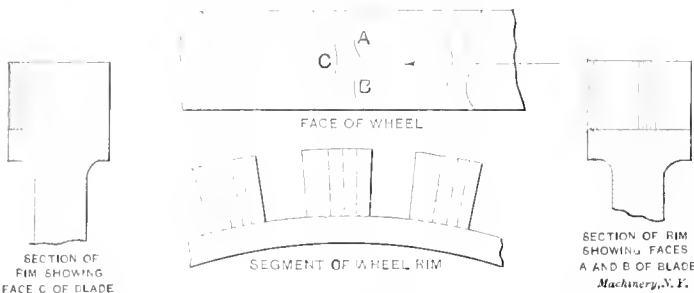 A
C
B
FACE OF WHEEL
SECTION OF
RIM SHOWING
FACE C OF BLADE
SEGMENT OF WHEEL RIM
SECTION OF RIM
SHOWING FACES
A AND B OF BLADE
Machinery, N.Y.